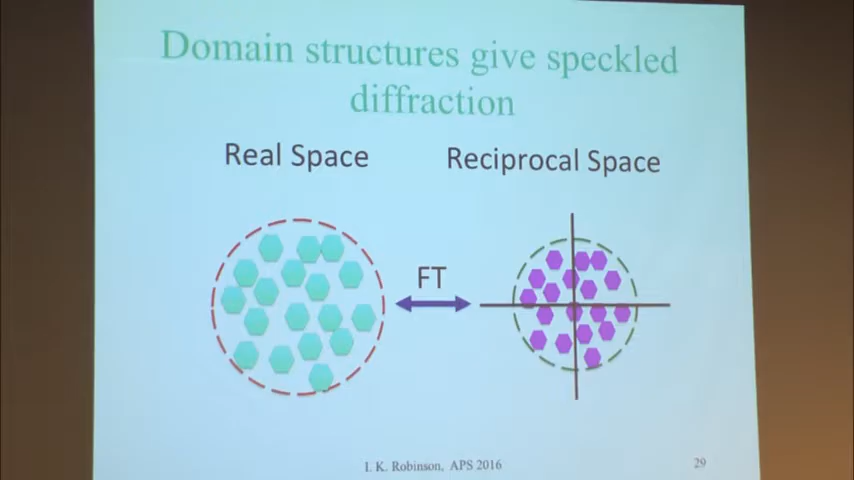 Domain structures give speckled
diffraction
Real Space
Reciprocal Space
FT
I. K. Robinson, APS 2016
29